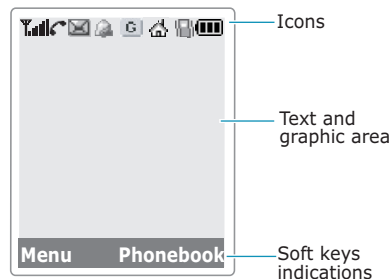 Icons
G
Text and
graphic area
Menu Phonebook
Soft keys
indications